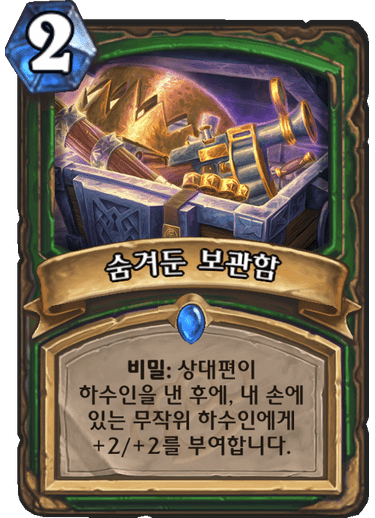 2
숨겨둔 보관함
비밀: 상대편이
하수인을 낸 후에, 내 손에
있는 무작위 하수인에게
+2/+2를 부여합니다.